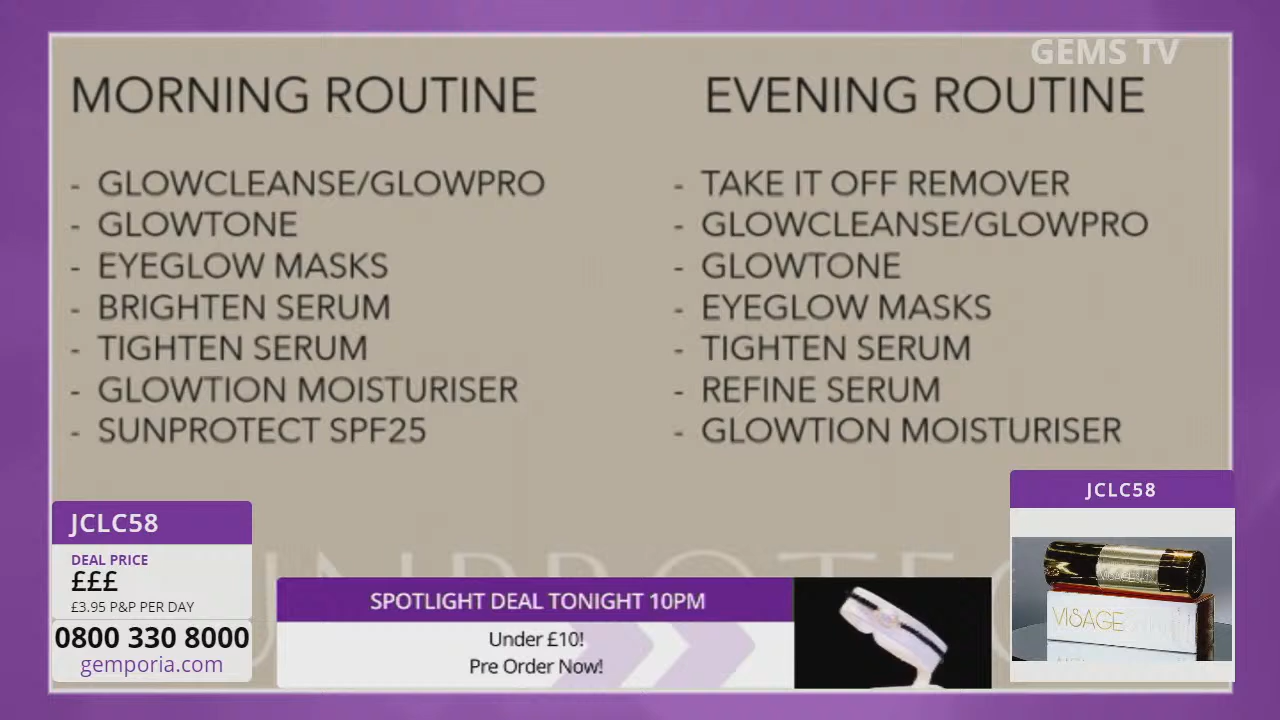 GEMS TV
MORNING ROUTINE
- GLOWCLEANSE/GLOWPRO
- GLOWTONE
- EYEGLOW MASKS
- BRIGHTEN SERUM
- TIGHTEN SERUM
- GLOWTION MOISTURISER
- SUNPROTECT SPF25
EVENING ROUTINE
- TAKE IT OFF REMOVER
- GLOWCLEANSE/GLOWPRO
- GLOWTONE
- EYEGLOW MASKS
- TIGHTEN SERUM
- REFINE SERUM
- GLOWTION MOISTURISER
JCLC58
DEAL PRICE
£££
£3.95 P&P PER DAY
0800 330 8000
gemporia.com
SPOTLIGHT DEAL TONIGHT 10PM
Under £10!
Pre Order Now!
JCLC58
VISAGE